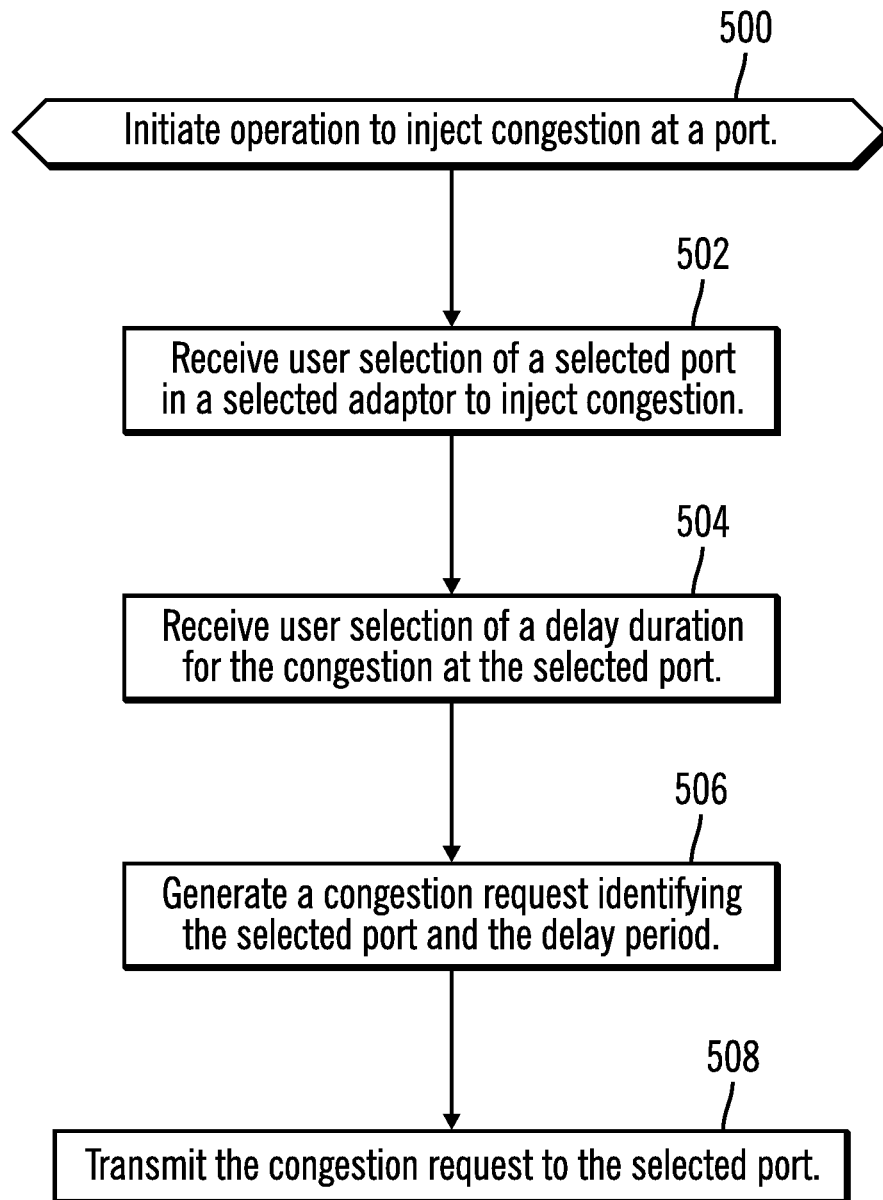 500
Initiate operation to inject congestion at a port.
502
Receive user selection of a selected port
in a selected adaptor to inject congestion.
504
Receive user selection of a delay duration
for the congestion at the selected port.
506
Generate a congestion request identifying
the selected port and the delay period.
508
Transmit the congestion request to the selected port.